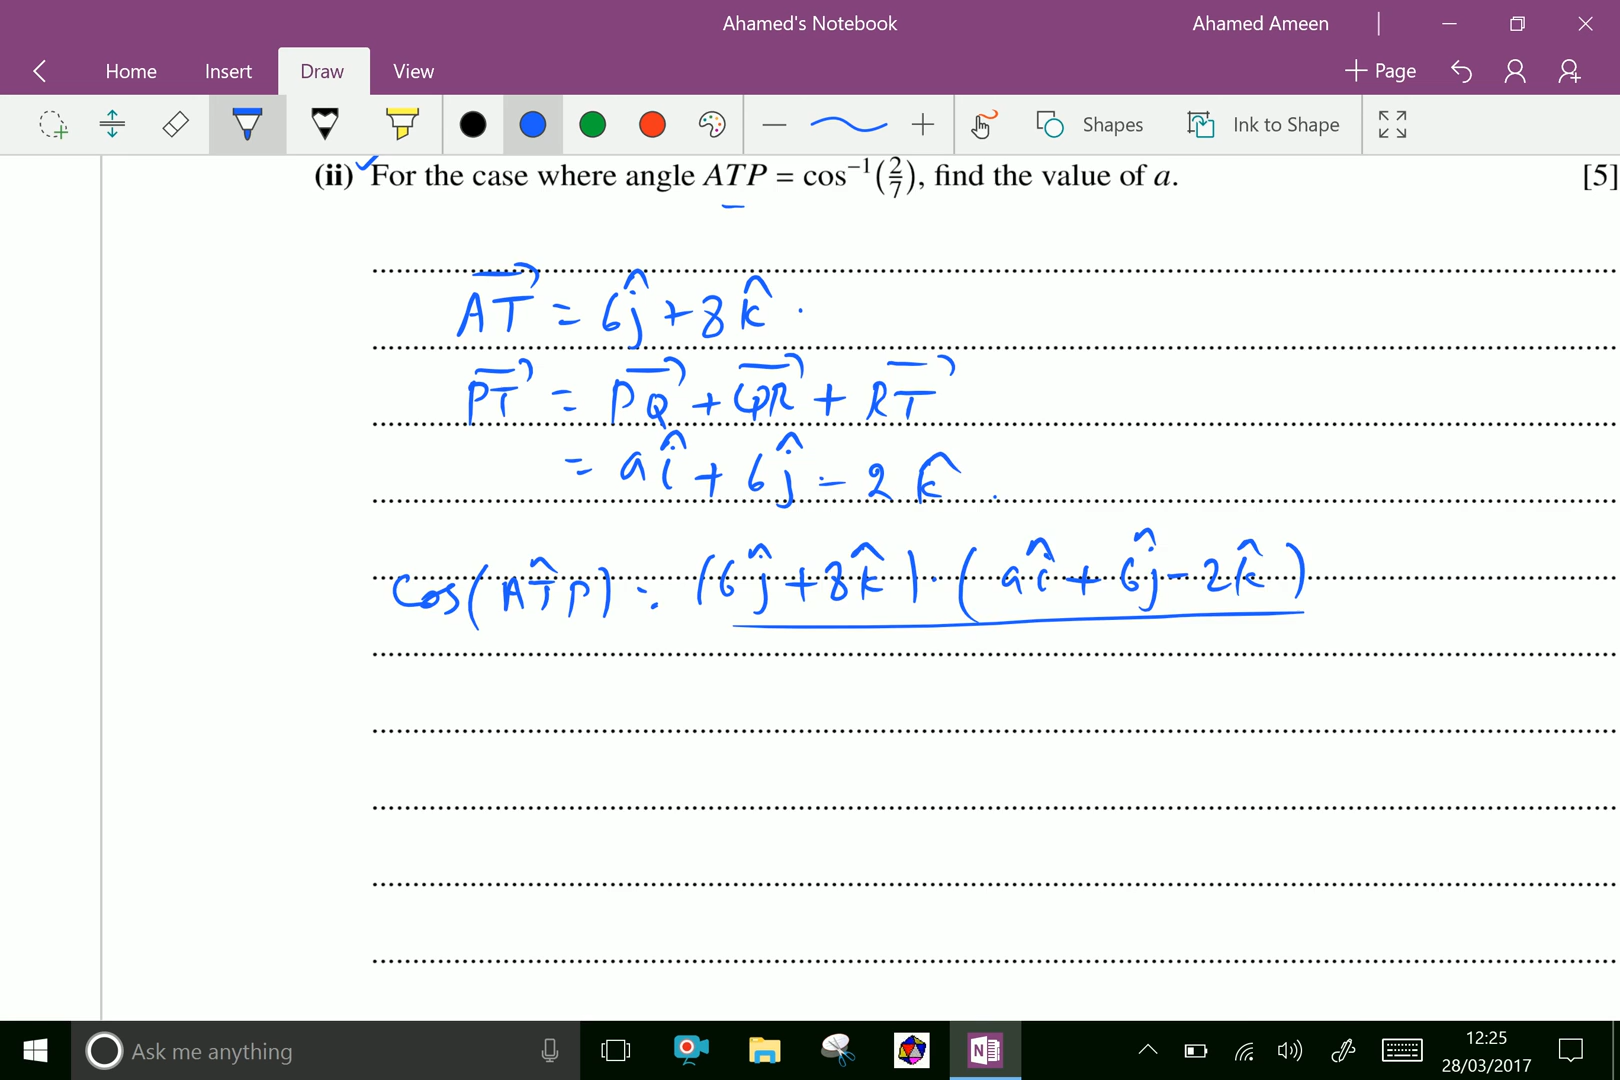 Ahamed's Notebook
Ahamed Ameen
Home Insert Draw View
Page
Shapes Ink to Shape
(ii) For the case where angle ATP = cos⁻¹(2/7), find the value of a. [5]
AT = 6ĵ + 8k̂ .
PT = PQ + QR + RT
= aî + 6ĵ - 2k̂ .
Cos(AT̂P) = (6ĵ + 8k̂) . (aî + 6ĵ - 2k̂)
Ask me anything
12:25
28/03/2017